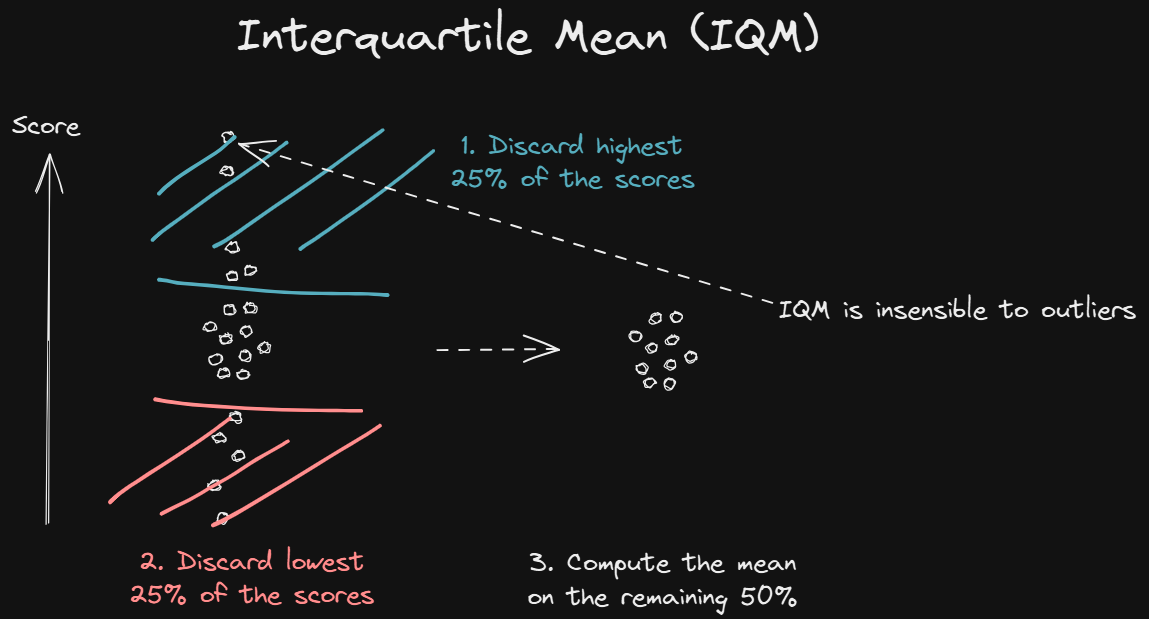 Interquartile Mean (IQM)
Score
1. Discard highest
25% of the scores
IQM is insensible to outliers
2. Discard lowest
25% of the scores
3. Compute the mean
on the remaining 50%